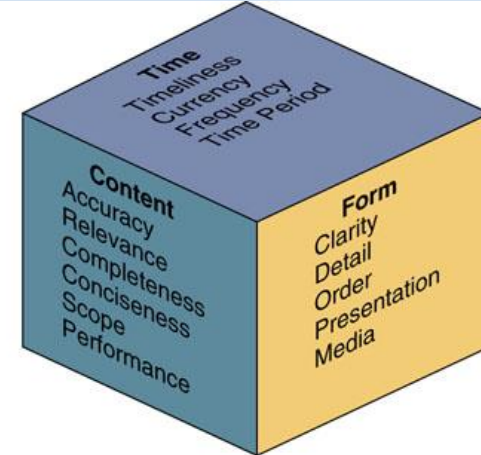 Time
Timeliness
Currency
Frequency
Time Period
Content
Accuracy
Relevance
Completeness
Conciseness
Scope
Performance
Form
Clarity
Detail
Order
Presentation
Media